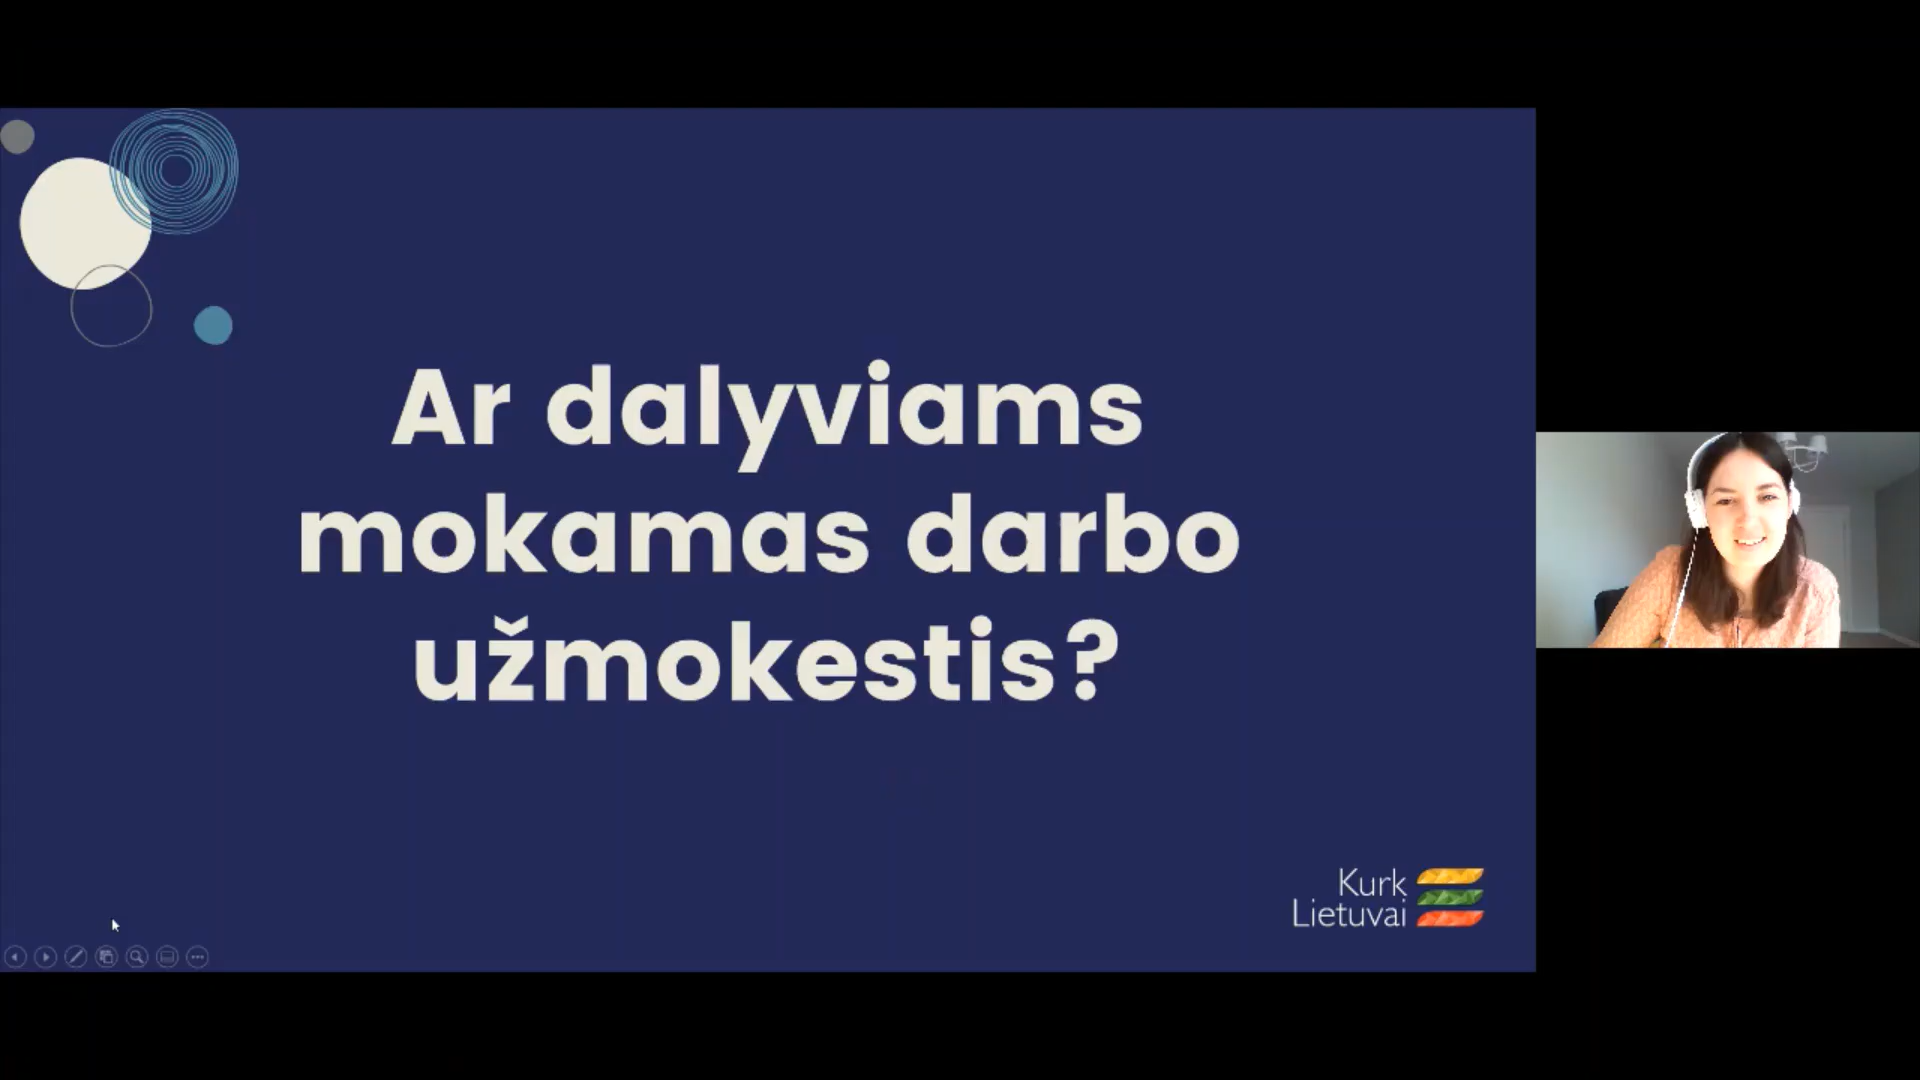 Ar dalyviams
mokamas darbo
užmokestis?
Kurk
Lietuvai